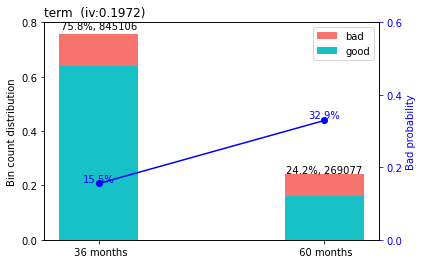 term  (iv:0.1972)
75.8%, 845106
bad
good
0.8
0.6
0.4
0.2
0.0
Bin count distribution
0.6
0.4
0.2
0.0
Bad probability
15.5%
32.9%
24.2%, 269077
36 months
60 months